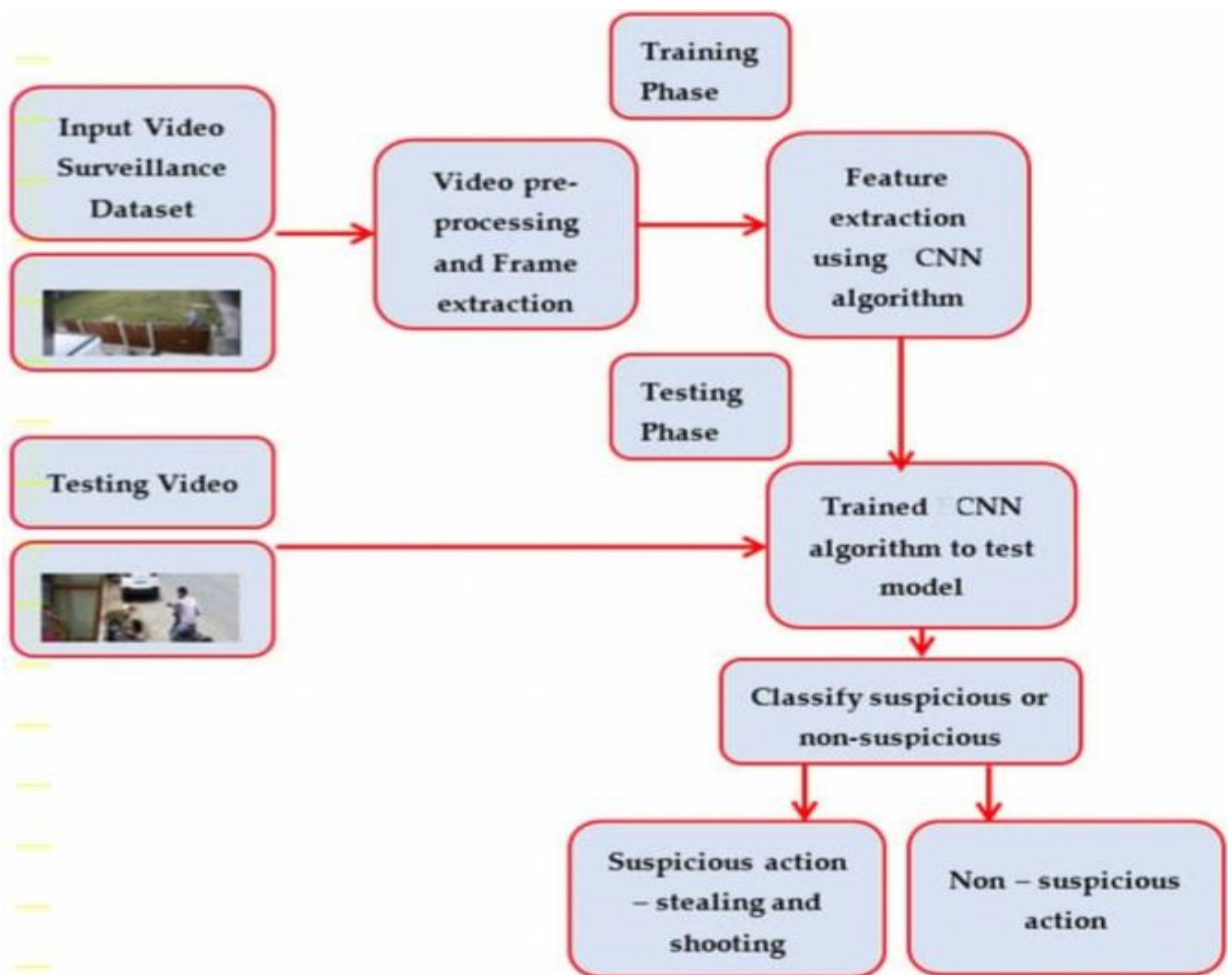 Training
Phase
Input Video
Surveillance
Dataset
Video pre-
processing
and Frame
extraction
Feature
extraction
using CNN
algorithm
Testing
Phase
Testing Video
Trained CNN
algorithm to test
model
Classify suspicious or
non-suspicious
Suspicious action
– stealing and
shooting
Non – suspicious
action